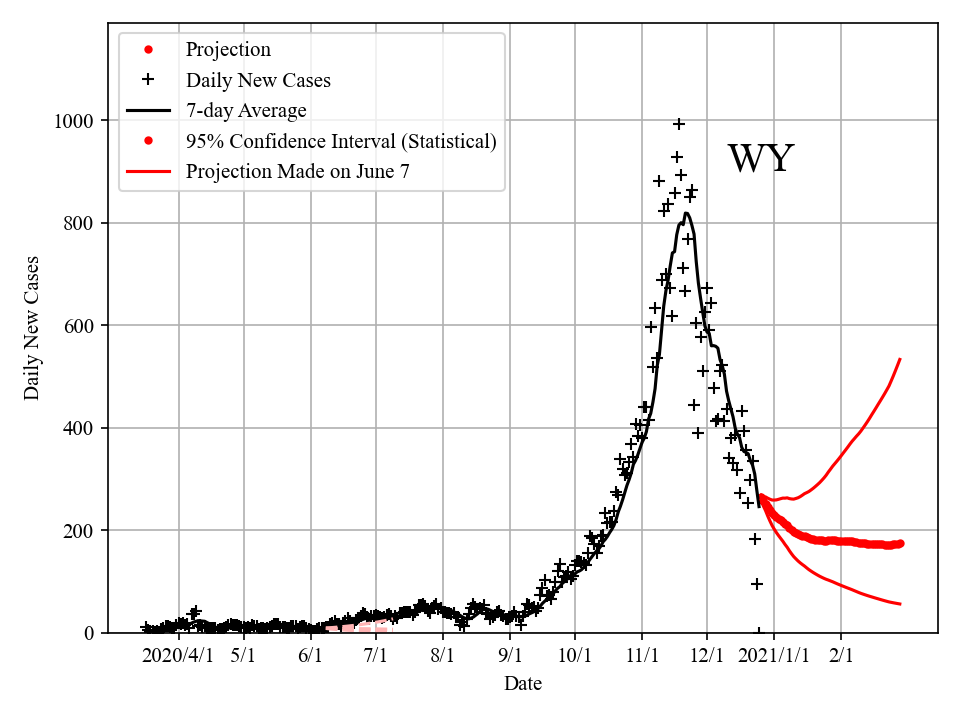 Projection
Daily New Cases
7-day Average
95% Confidence Interval (Statistical)
Projection Made on June 7
WY
1000
800
600
400
200
0
Daily New Cases
2020/4/1 5/1 6/1 7/1 8/1 9/1 10/1 11/1 12/1 2021/1/1 2/1
Date